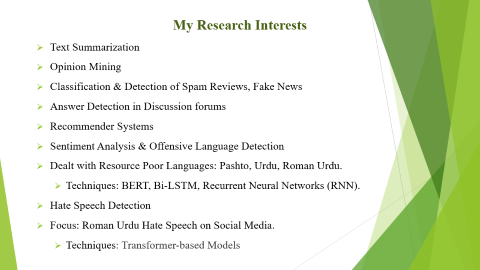 My Research Interests
Text Summarization
Opinion Mining
Classification & Detection of Spam Reviews, Fake News
Answer Detection in Discussion forums
Recommender Systems
Sentiment Analysis & Offensive Language Detection
Dealt with Resource Poor Languages: Pashto, Urdu, Roman Urdu.
Techniques: BERT, Bi-LSTM, Recurrent Neural Networks (RNN).
Hate Speech Detection
Focus: Roman Urdu Hate Speech on Social Media.
Techniques: Transformer-based Models